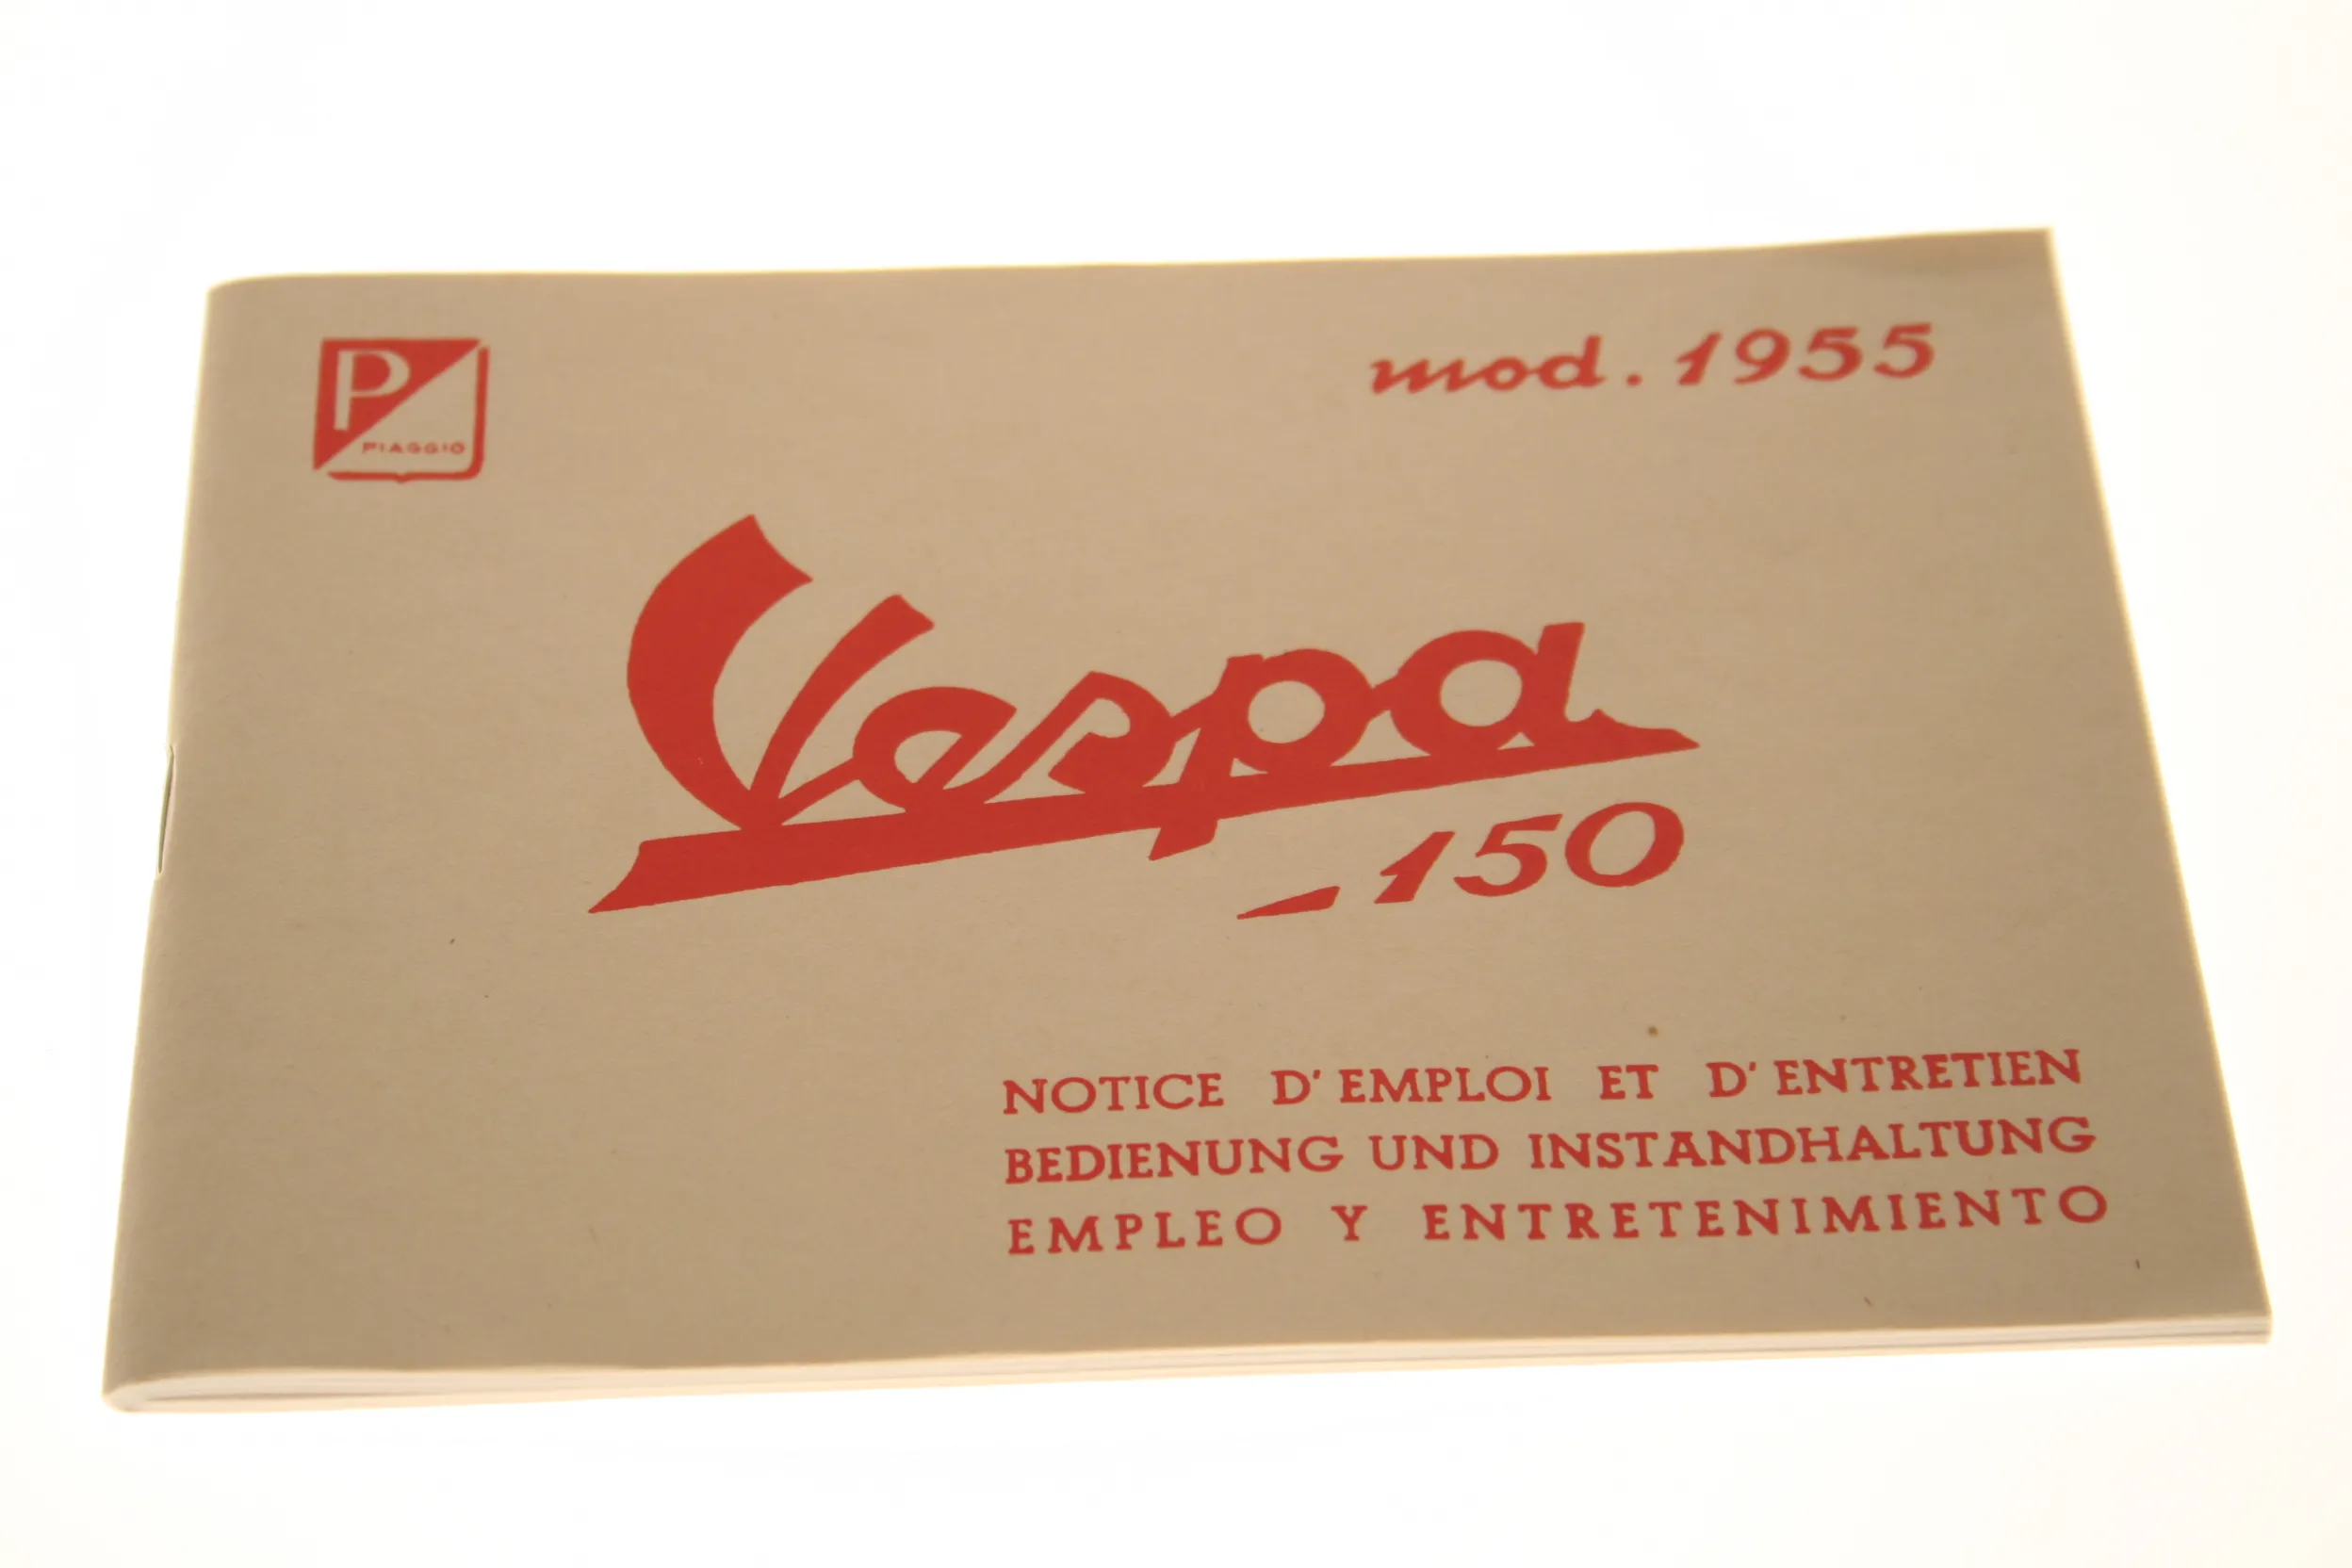 P
PIAGGIO
mod. 1955
Vespa
150
NOTICE D'EMPLOI ET D'ENTRETIEN
BEDIENUNG UND INSTANDHALTUNG
EMPLEO Y ENTRETENIMIENTO